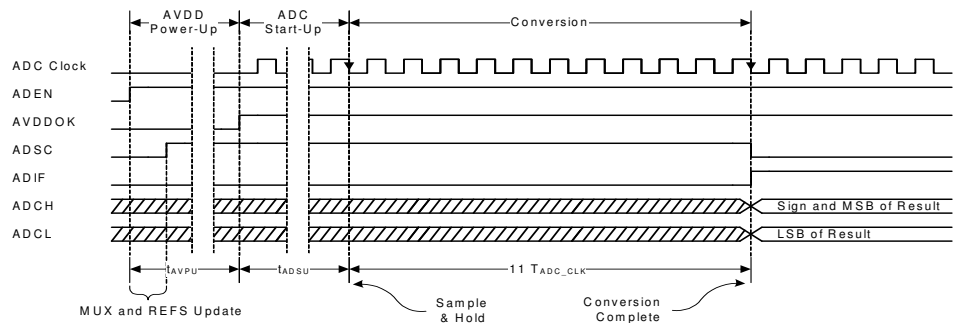 AVDD
Power-Up
ADC
Start-Up
Conversion
ADC Clock
ADEN
AVDDOK
ADSC
ADIF
ADCH
Sign and MSB of Result
ADCL
LSB of Result
tAVPU
tADSU
11 TADC_CLK
MUX and REFS Update
Sample
& Hold
Conversion
Complete